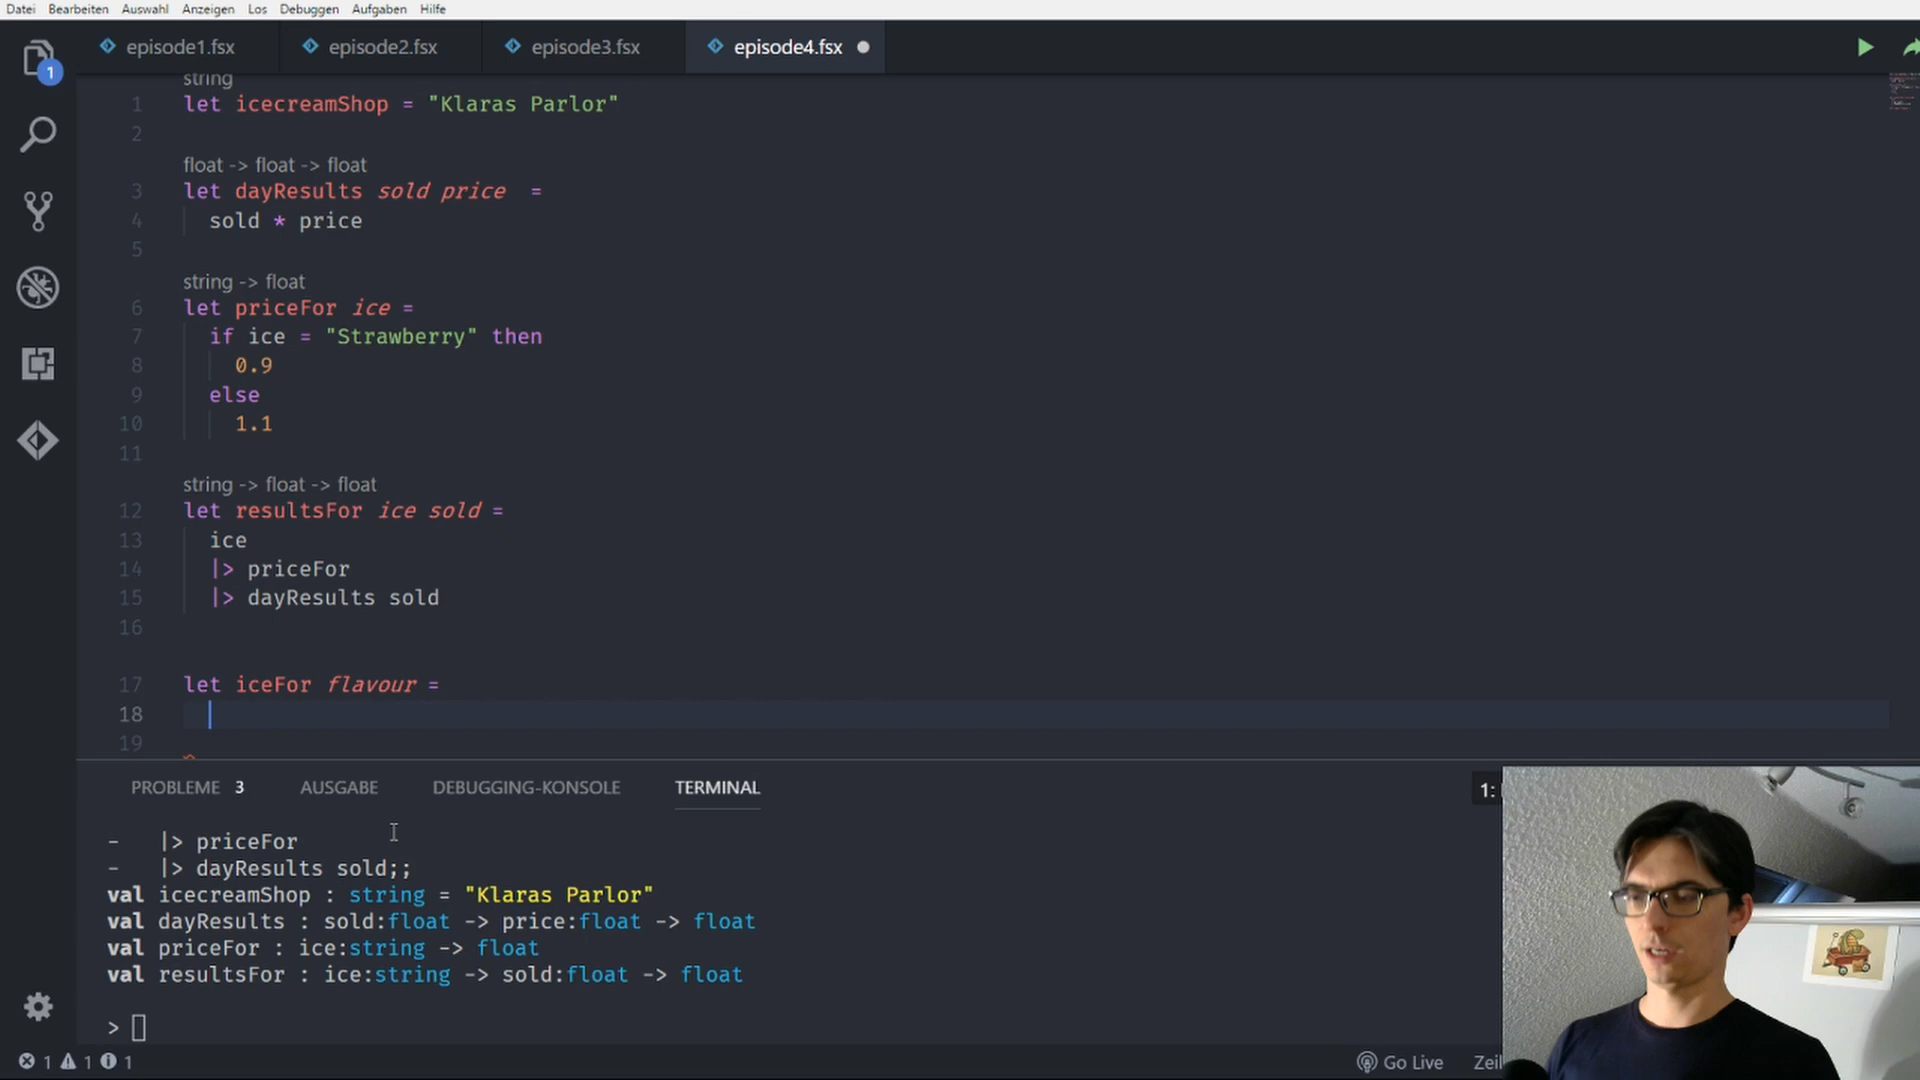 Datei Bearbeiten Auswahl Anzeigen Los Debuggen Aufgaben Hilfe
episode1.fsx episode2.fsx episode3.fsx episode4.fsx
1
string
1 let icecreamShop = "Klaras Parlor"
2
float -> float -> float
3 let dayResults sold price =
4 sold * price
5
string -> float
6 let priceFor ice =
7 if ice = "Strawberry" then
8 0.9
9 else
10 1.1
11
string -> float -> float
12 let resultsFor ice sold =
13 ice
14 |> priceFor
15 |> dayResults sold
16
17 let iceFor flavour =
18
19
PROBLEME 3 AUSGABE DEBUGGING-KONSOLE TERMINAL 1:
- |> priceFor
- |> dayResults sold;;
val icecreamShop : string = "Klaras Parlor"
val dayResults : sold:float -> price:float -> float
val priceFor : ice:string -> float
val resultsFor : ice:string -> sold:float -> float
>
1 1 1 Go Live Zeil